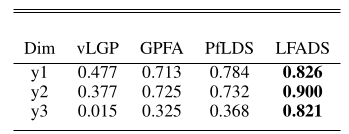 Dim vLGP GPFA PfLDS LFADS
y1 0.477 0.713 0.784 0.826
y2 0.377 0.725 0.732 0.900
y3 0.015 0.325 0.368 0.821